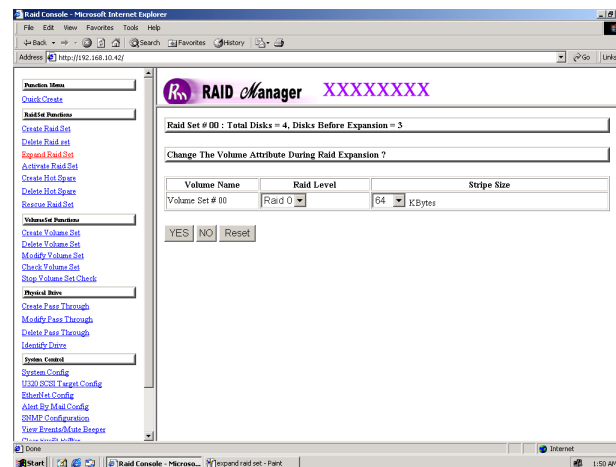 Raid Console - Microsoft Internet Explorer
File Edit View Favorites Tools Help
Back Search Favorites History
Address http://192.168.10.42/ Go Links
Function Menu
Quick Create
RaidSet Functions
Create Raid Set
Delete Raid set
Expand Raid Set
Activate Raid Set
Create Hot Spare
Delete Hot Spare
Rescue Raid Set
VolumeSet Functions
Create Volume Set
Delete Volume Set
Modify Volume Set
Check Volume Set
Stop Volume Set Check
Physical Drive
Create Pass Through
Modify Pass Through
Delete Pass Through
Identify Drive
System Control
System Config
U320 SCSI Target Config
EtherNet Config
Alert By Mail Config
SNMP Configuration
View Events/Mute Beeper
RAID Manager XXXXXXXX
Raid Set # 00 : Total Disks = 4, Disks Before Expansion = 3
Change The Volume Attribute During Raid Expansion ?
Volume Name Raid Level Stripe Size
Volume Set # 00 Raid 0 64 KBytes
YES NO Reset
Done Internet
Start Raid Console - Microso... expand raid set - Paint 1:50 AM